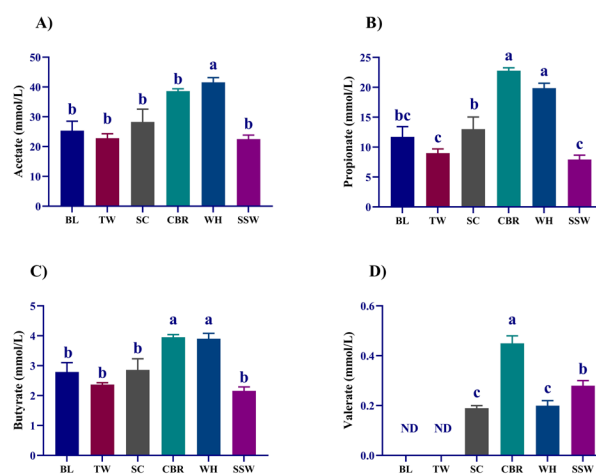 A)
Acetate (mmol/L)
50
40
30
20
10
0
b b b b a b
BL TW SC CBR WH SSW
B)
Propionate (mmol/L)
25
20
15
10
5
0
bc c b a a c
BL TW SC CBR WH SSW
C)
Butyrate (mmol/L)
5
4
3
2
1
0
b b b a a b
BL TW SC CBR WH SSW
D)
Valerate (mmol/L)
0.6
0.4
0.2
0.0
ND ND c a c b
BL TW SC CBR WH SSW